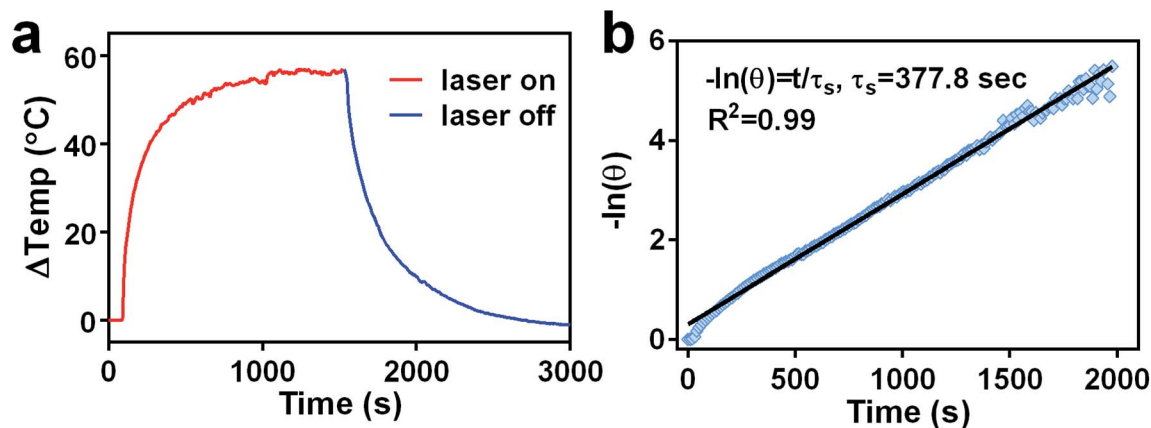 a
60
40
20
0
ΔTemp (°C)
laser on
laser off
0 1000 2000 3000
Time (s)
b
6
4
2
0
-ln(θ)
-ln(θ)=t/τs, τs=377.8 sec
R²=0.99
0 500 1000 1500 2000
Time (s)